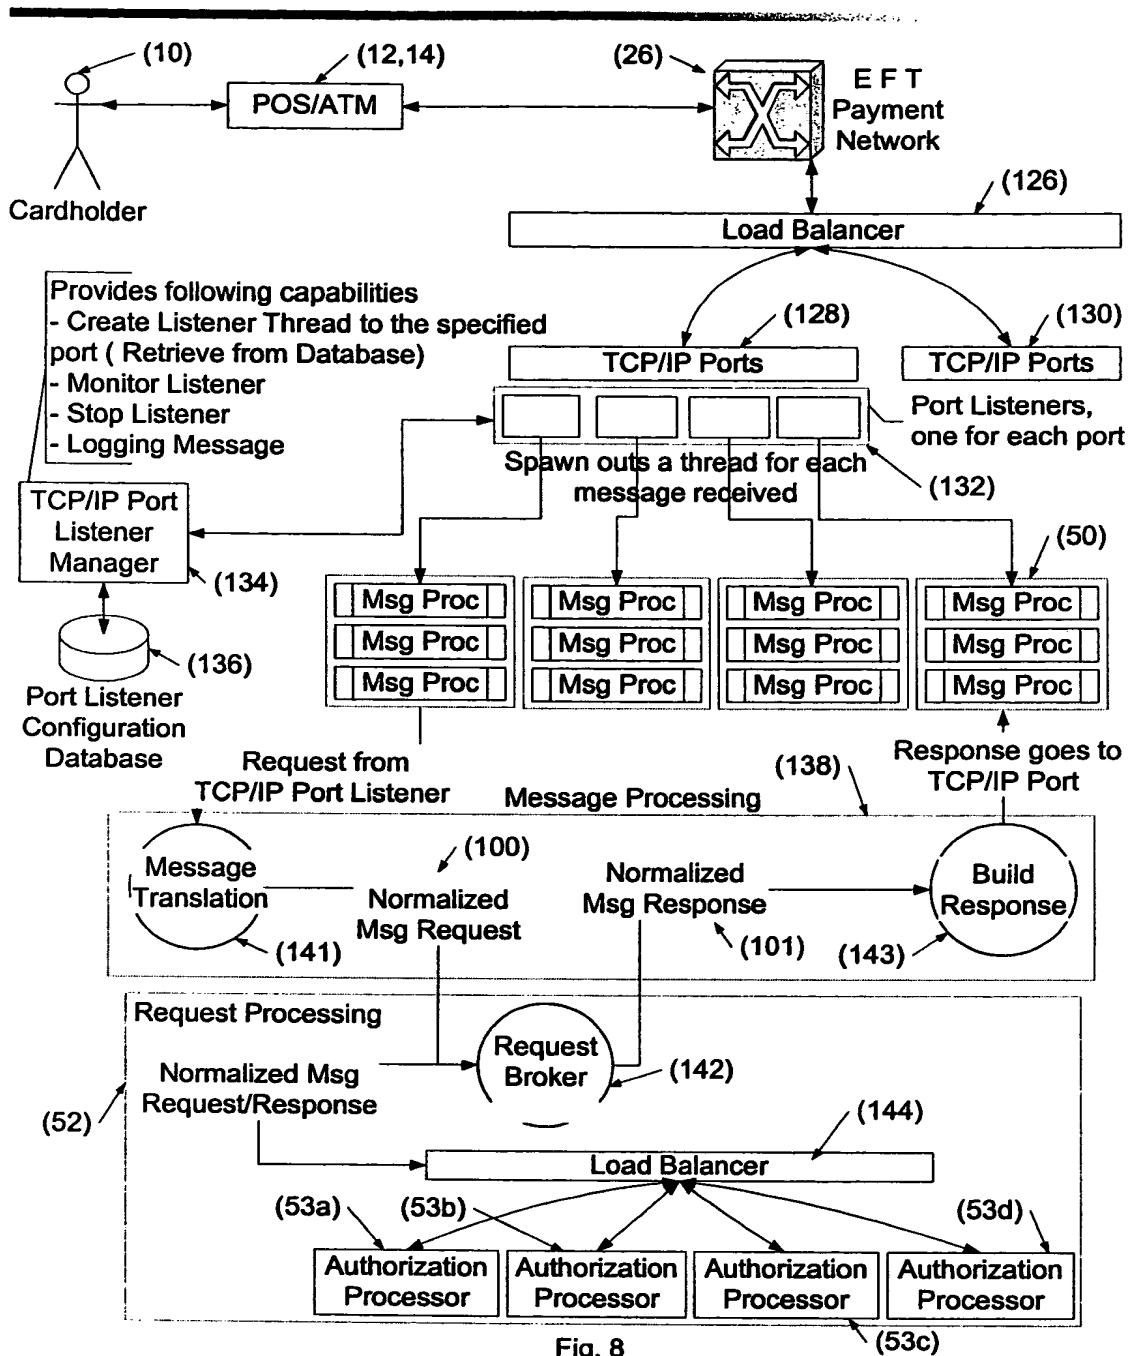 (10)
(12,14)
(26)
POS/ATM
E F T
Payment
Network
Cardholder
(126)
Load Balancer
Provides following capabilities
- Create Listener Thread to the specified
port ( Retrieve from Database)
- Monitor Listener
- Stop Listener
- Logging Message
(128)
(130)
TCP/IP Ports
TCP/IP Ports
Port Listeners,
one for each port
Spawn outs a thread for each
message received
(132)
TCP/IP Port
Listener
Manager
(134)
(50)
Msg Proc
Msg Proc
Msg Proc
Msg Proc
Msg Proc
Msg Proc
Msg Proc
Msg Proc
Msg Proc
Msg Proc
Msg Proc
Msg Proc
(136)
Port Listener
Configuration
Database
Request from
TCP/IP Port Listener
Response goes to
TCP/IP Port
(138)
Message Processing
Message
Translation
(141)
(100)
Normalized
Msg Request
Normalized
Msg Response
(101)
Build
Response
(143)
Request Processing
Request
Broker
(142)
Normalized Msg
Request/Response
(52)
(144)
Load Balancer
(53a)
(53b)
(53d)
Authorization
Processor
Authorization
Processor
Authorization
Processor
Authorization
Processor
(53c)
Fig. 8